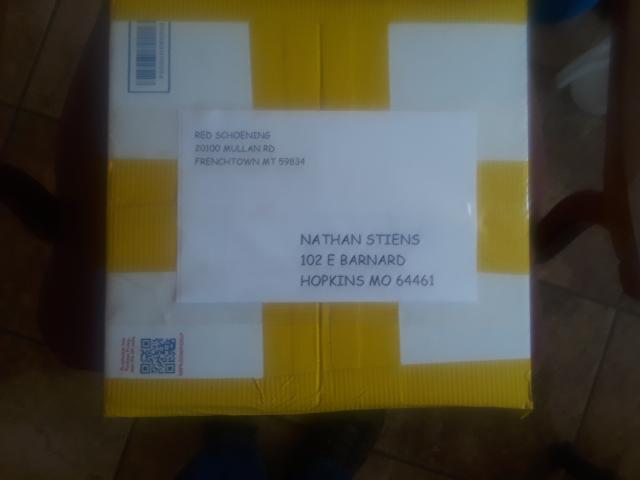 RED SCHOENING
20100 MULLAN RD
FRENCHTOWN MT 59834
NATHAN STIENS
102 E BARNARD
HOPKINS MO 64461